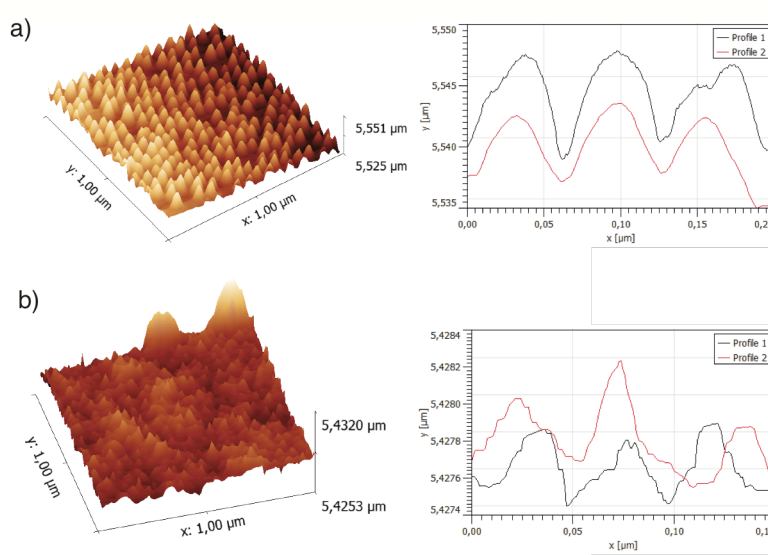 a)
5,551 µm
5,525 µm
y: 1,00 µm
x: 1,00 µm
5,550
5,545
5,540
5,535
y [µm]
Profile 1
Profile 2
0,00 0,05 0,10 0,15
x [µm]
b)
5,4320 µm
5,4253 µm
y: 1,00 µm
x: 1,00 µm
5,4284
5,4282
5,4280
5,4278
5,4276
5,4274
y [µm]
Profile 1
Profile 2
0,00 0,05 0,10
x [µm]